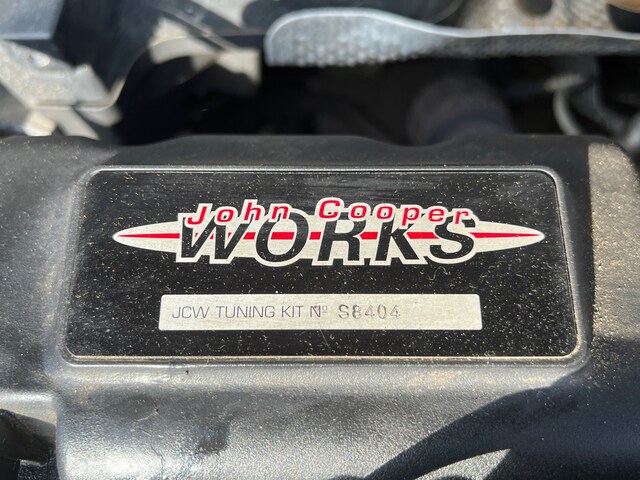 John Cooper
WORKS
JCW TUNING KIT Nº S8404